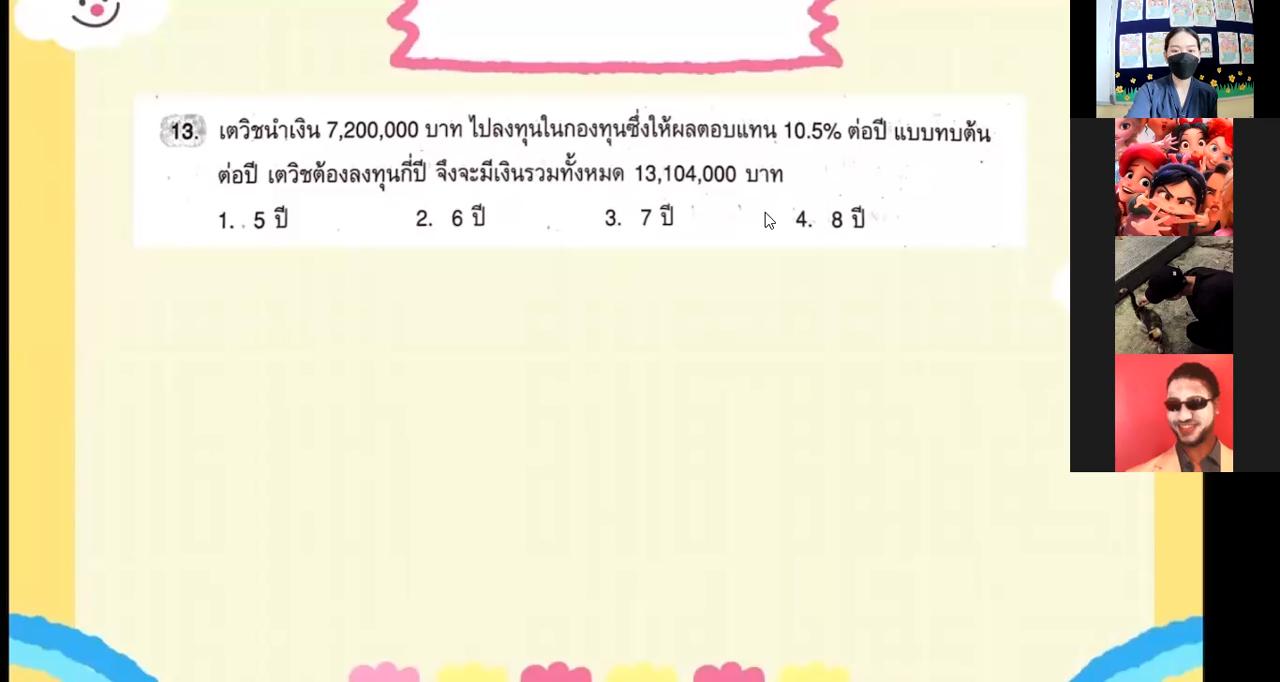 13. เตวิชนำเงิน 7,200,000 บาท ไปลงทุนในกองทุนซึ่งให้ผลตอบแทน 10.5% ต่อปี แบบทบต้น
ต่อปี เตวิชต้องลงทุนกี่ปี จึงจะมีเงินรวมทั้งหมด 13,104,000 บาท
1. 5 ปี 2. 6 ปี 3. 7 ปี 4. 8 ปี